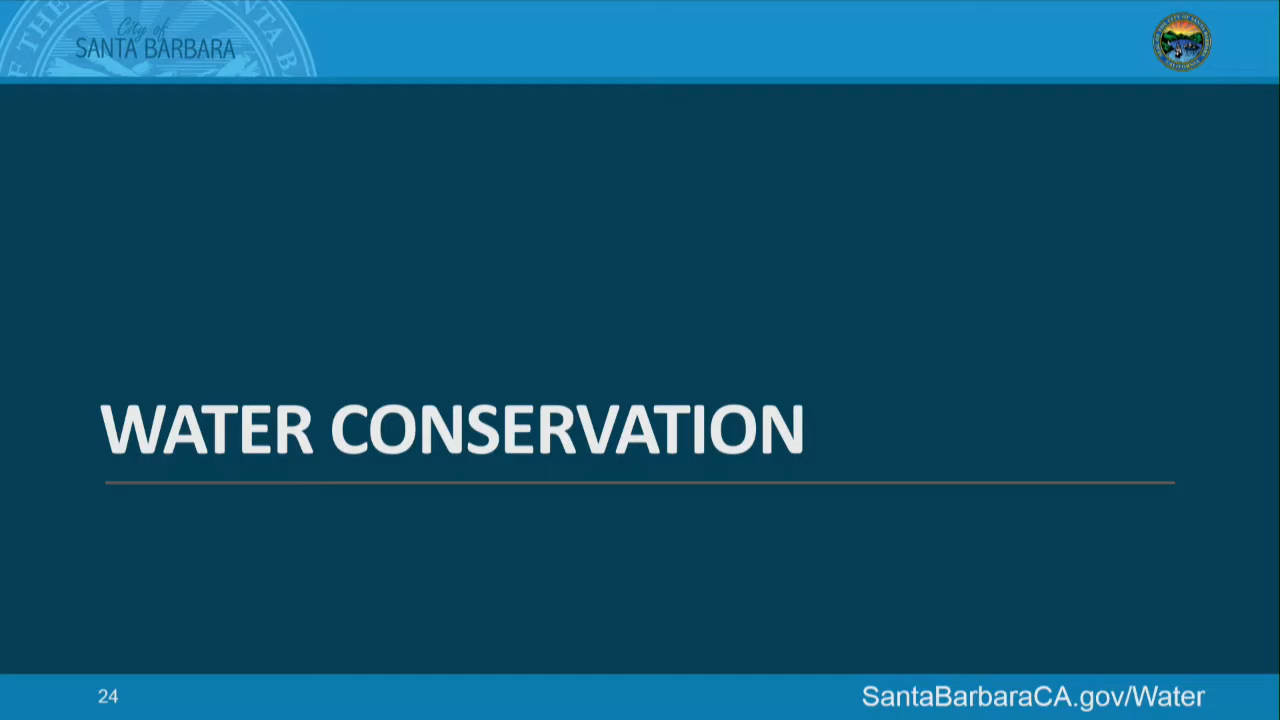 City of
SANTA BARBARA
WATER CONSERVATION
24
SantaBarbaraCA.gov/Water